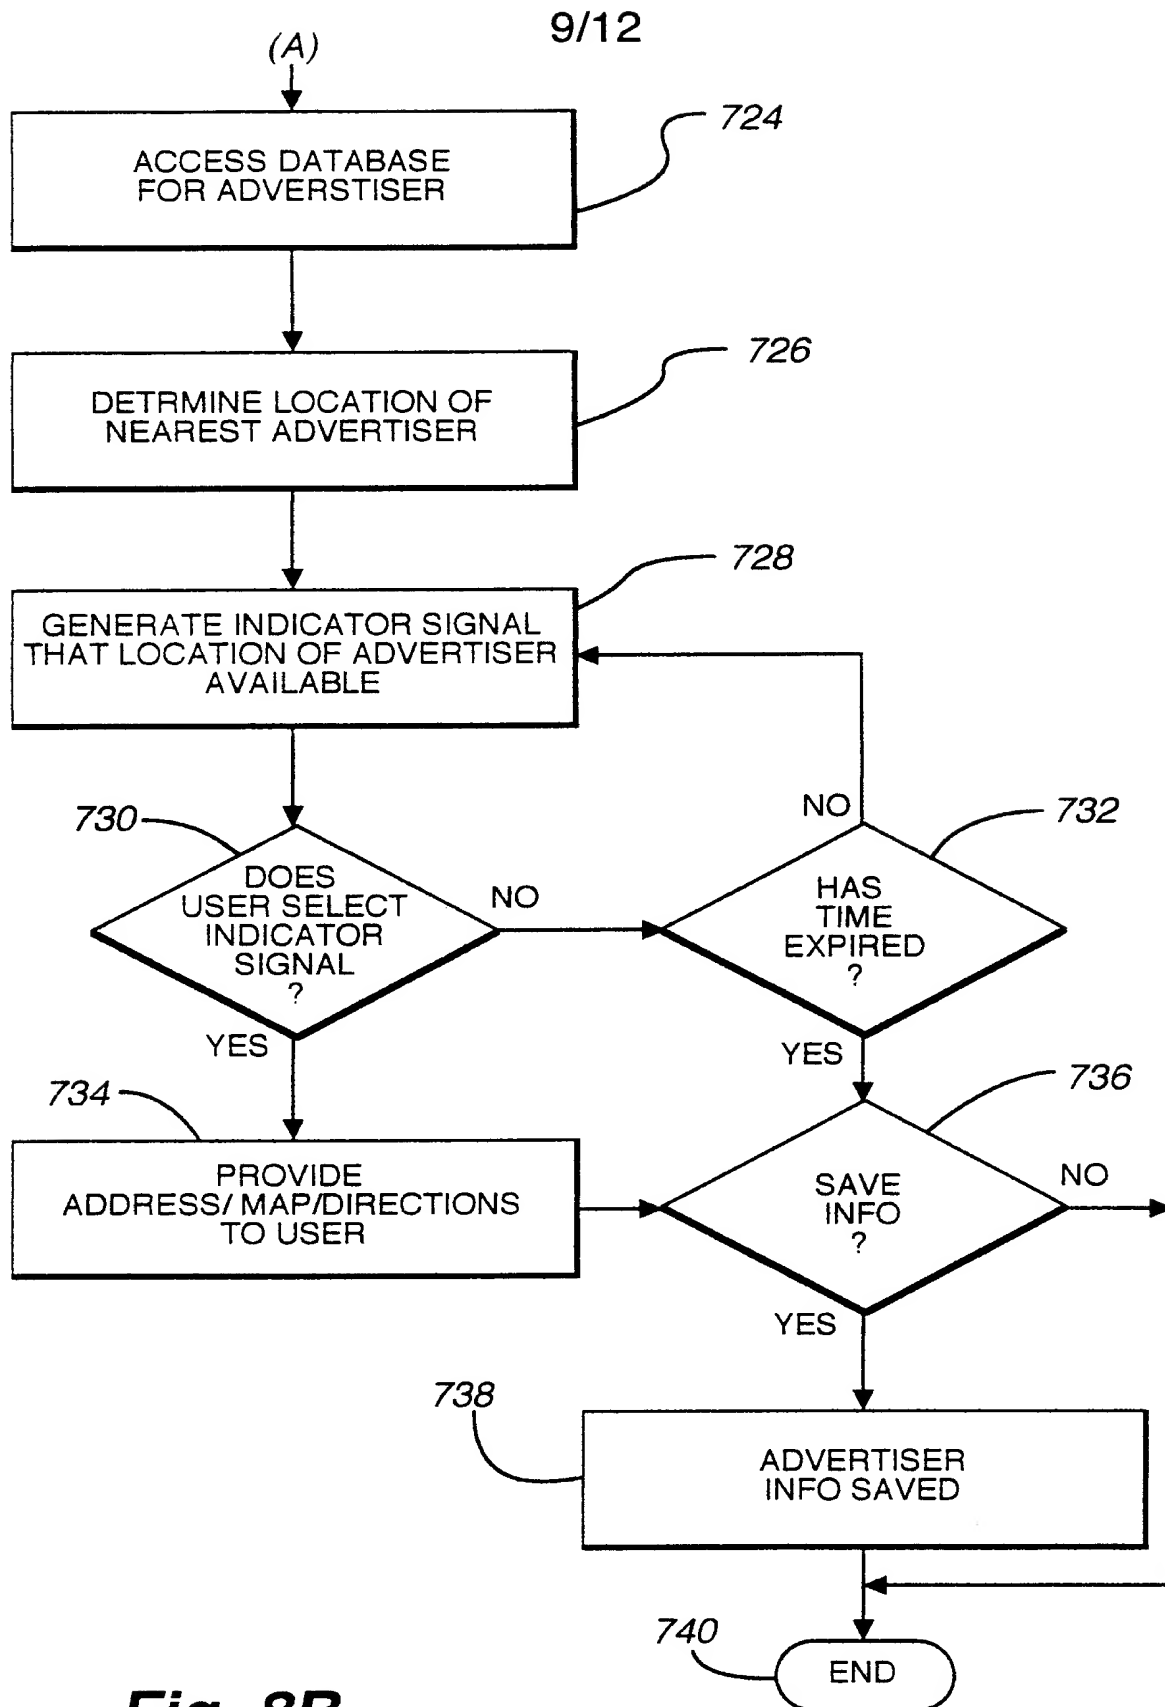 9/12
(A)
724
ACCESS DATABASE
FOR ADVERSTISER
726
DETRMINE LOCATION OF
NEAREST ADVERTISER
728
GENERATE INDICATOR SIGNAL
THAT LOCATION OF ADVERTISER
AVAILABLE
730
DOES
USER SELECT
INDICATOR
SIGNAL
?
NO
YES
NO
732
HAS
TIME
EXPIRED
?
YES
734
PROVIDE
ADDRESS/ MAP/DIRECTIONS
TO USER
736
SAVE
INFO
?
NO
YES
738
ADVERTISER
INFO SAVED
740
END
Fig. 8B